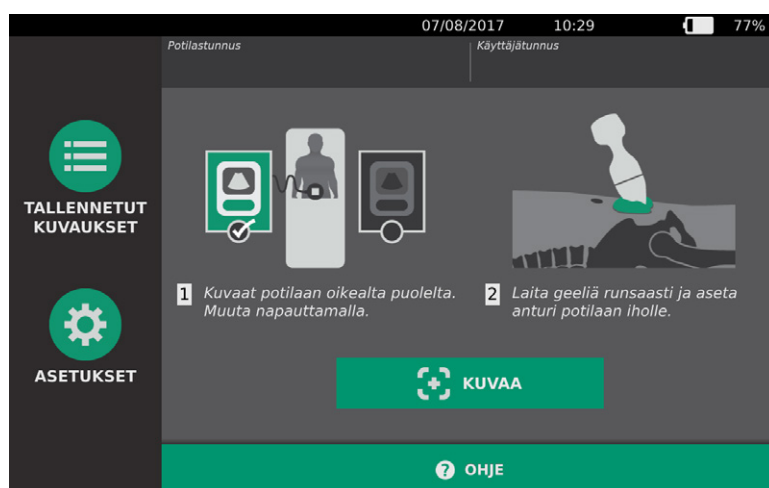 07/08/2017 10:29 77%
Potilastunnus
Käyttäjätunnus
TALLENNETUT
KUVAUKSET
ASETUKSET
1 Kuvaat potilaan oikealta puolelta.
Muuta napauttamalla.
2 Laita geeliä runsaasti ja aseta
anturi potilaan iholle.
KUVAA
? OHJE